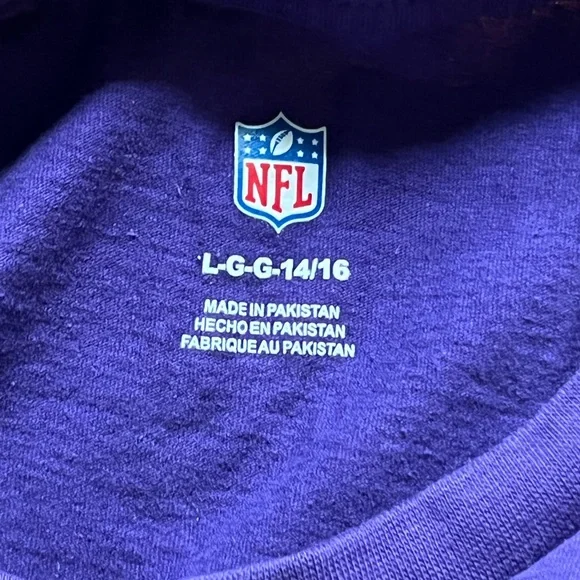 NFL
L-G-G-14/16
MADE IN PAKISTAN
HECHO EN PAKISTAN
FABRIQUE AU PAKISTAN